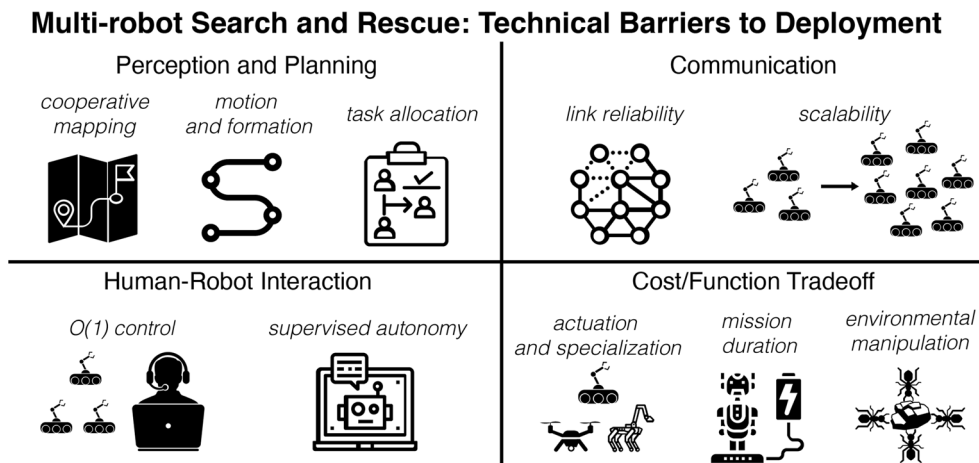 Multi-robot Search and Rescue: Technical Barriers to Deployment
Perception and Planning
cooperative
mapping
motion
and formation
task allocation
Communication
link reliability
scalability
Human-Robot Interaction
O(1) control
supervised autonomy
Cost/Function Tradeoff
actuation
and specialization
mission
duration
environmental
manipulation